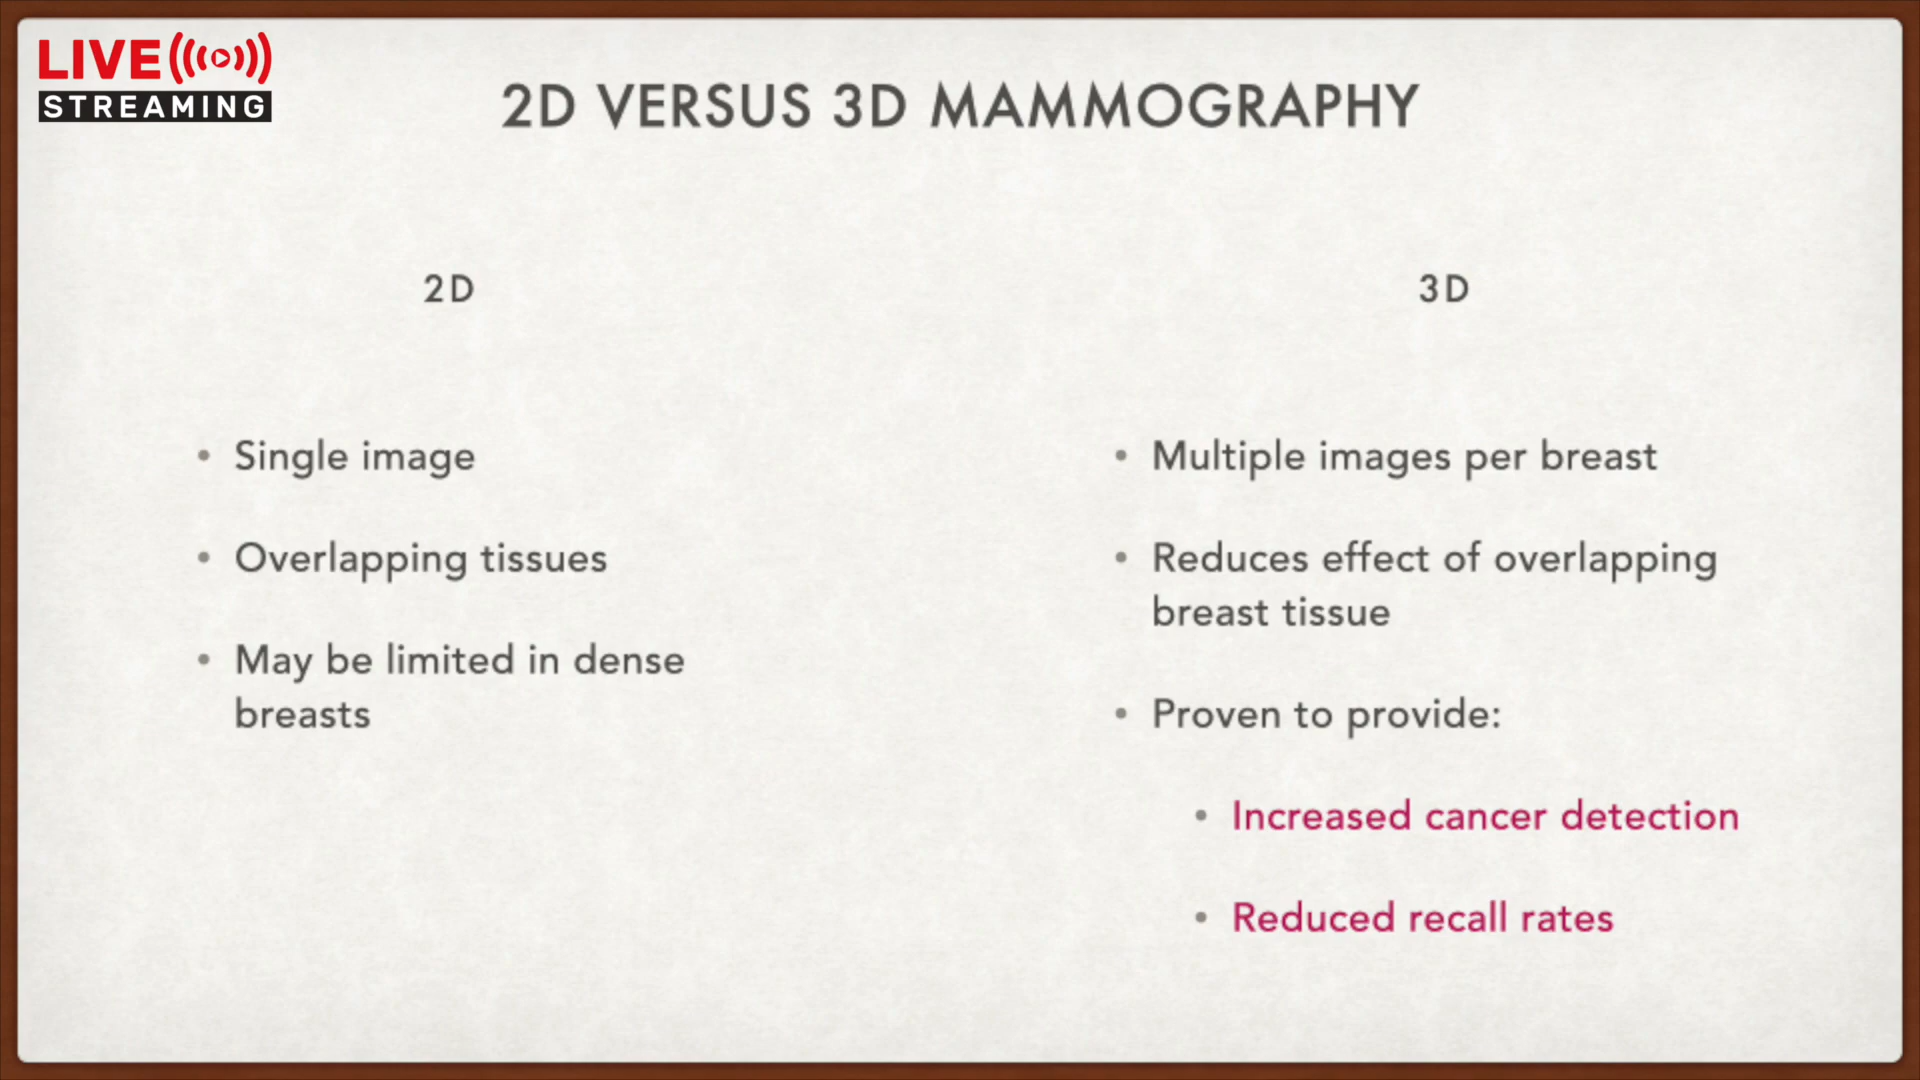 LIVE
STREAMING
2D VERSUS 3D MAMMOGRAPHY
2D
• Single image
• Overlapping tissues
• May be limited in dense
breasts
3D
• Multiple images per breast
• Reduces effect of overlapping
breast tissue
• Proven to provide:
• Increased cancer detection
• Reduced recall rates